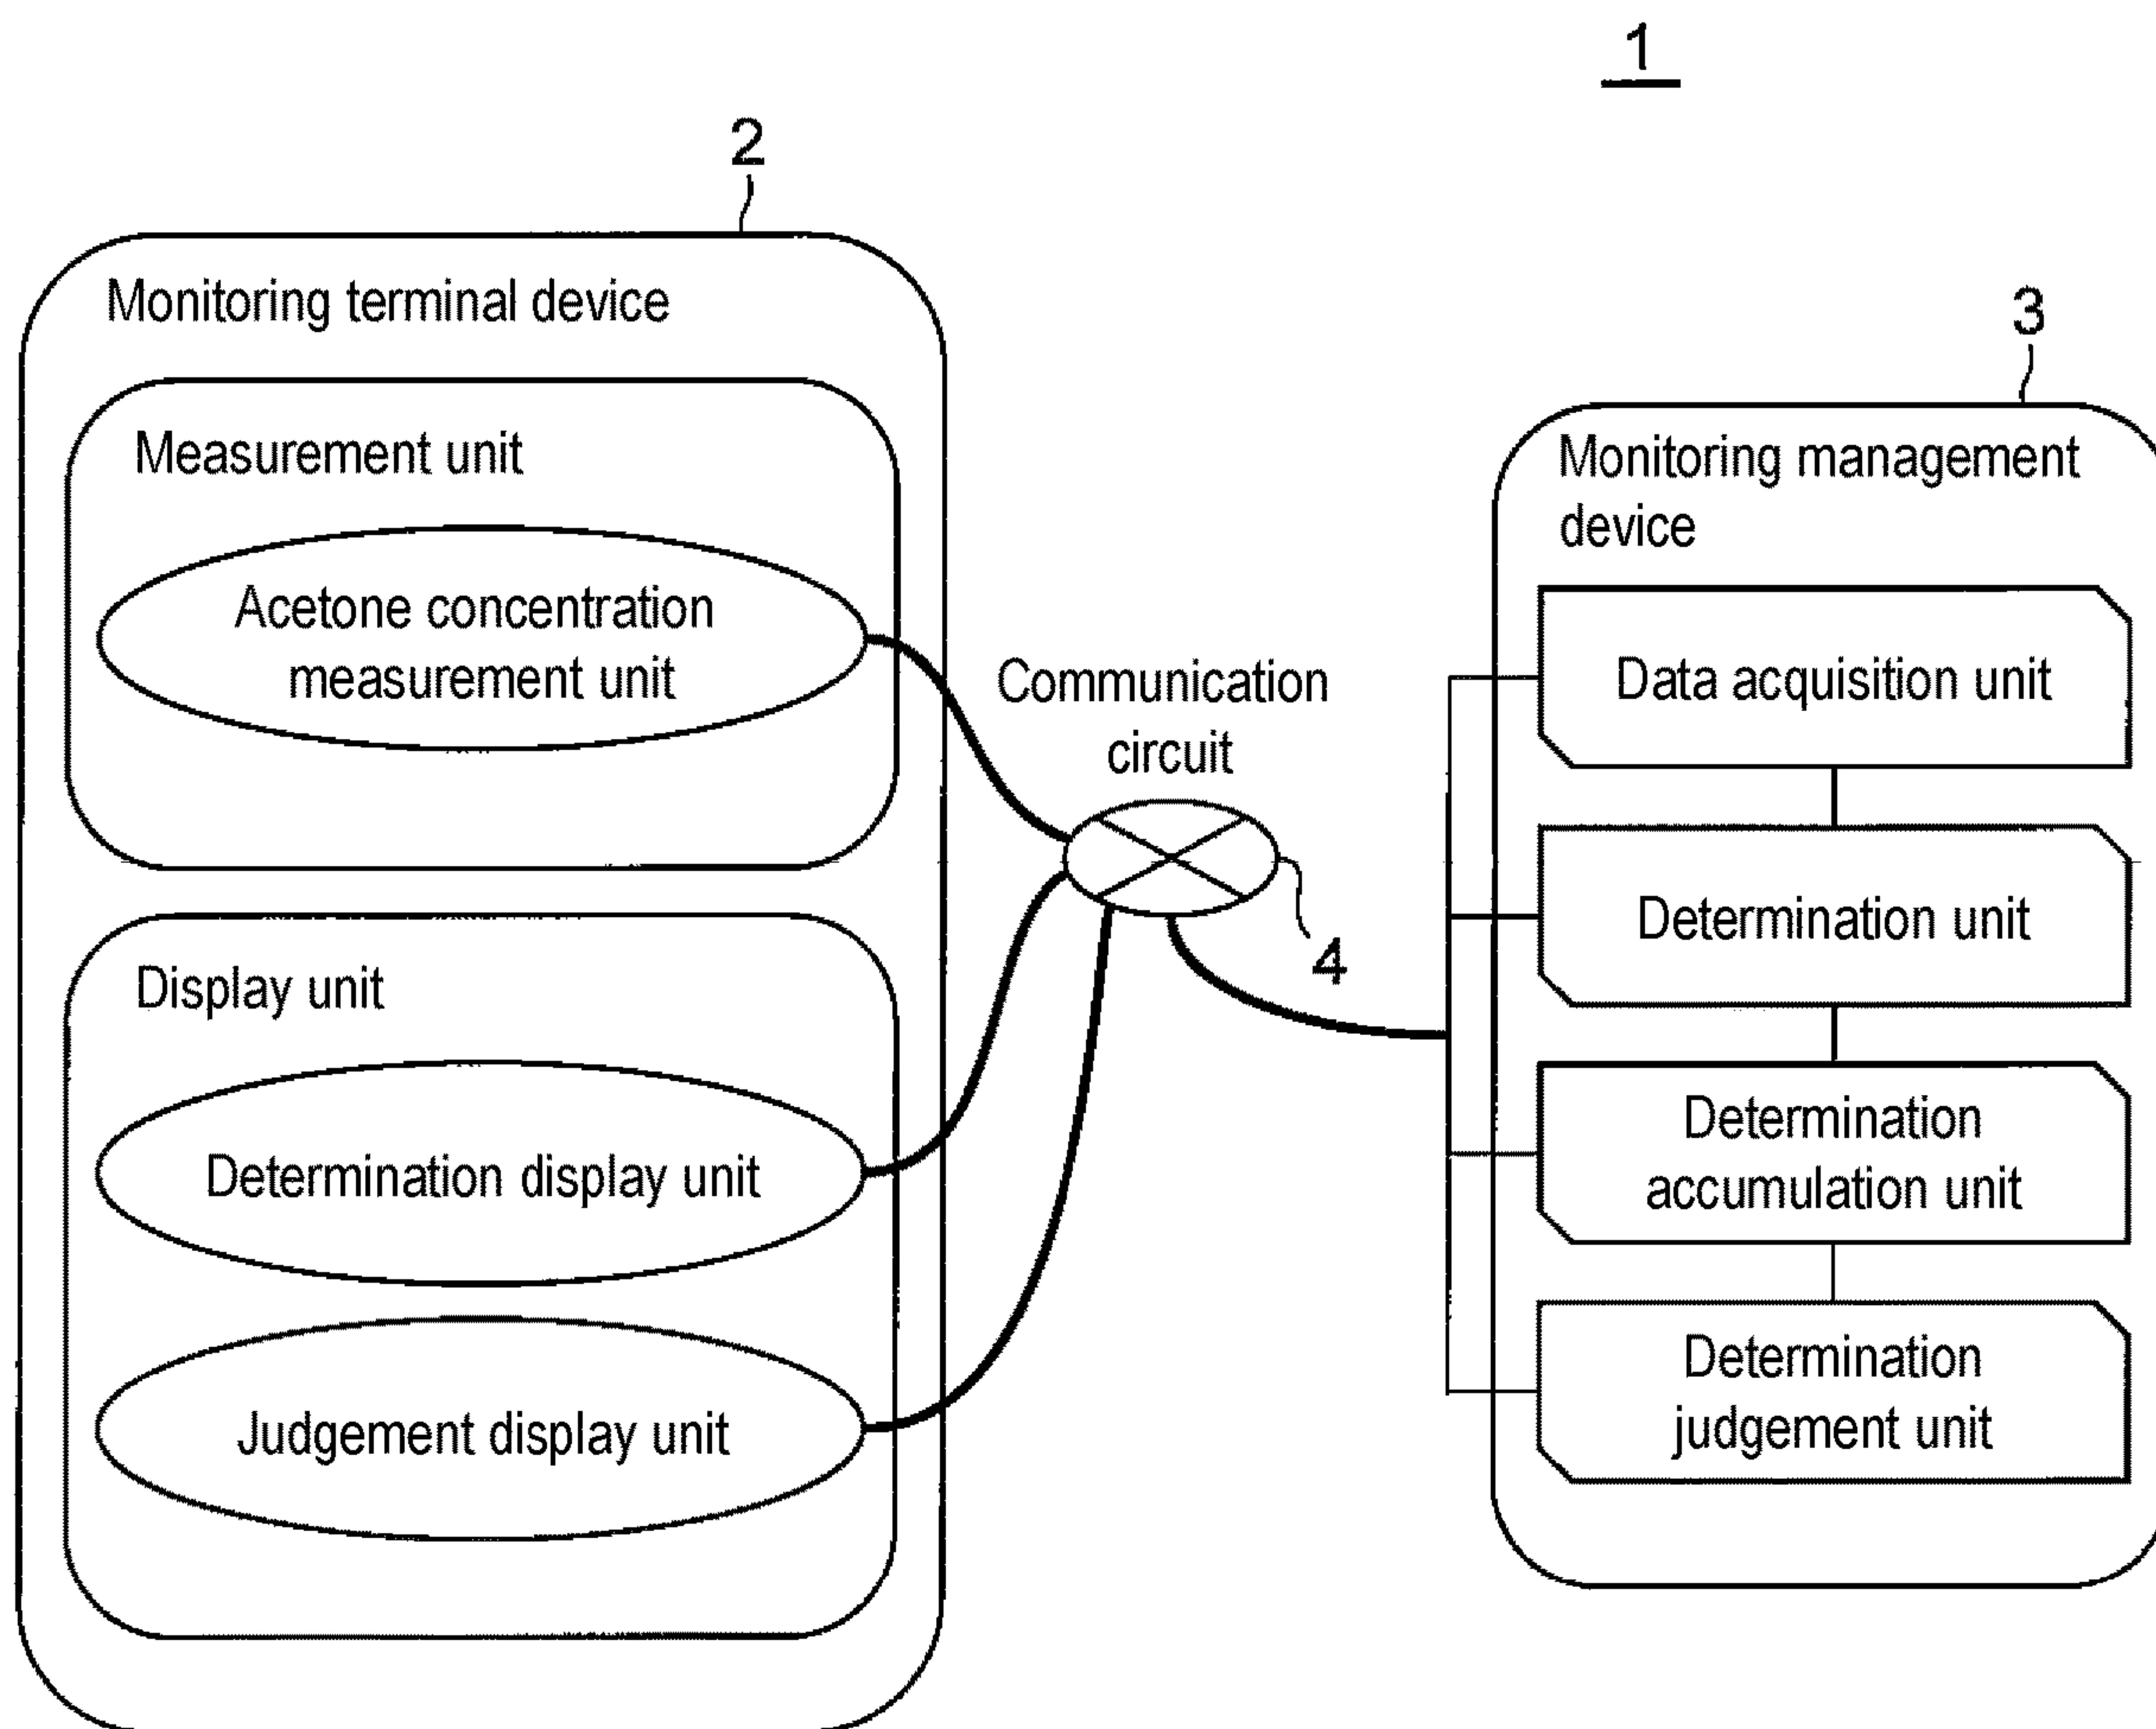 1
2
Monitoring terminal device
Measurement unit
Acetone concentration
measurement unit
Display unit
Determination display unit
Judgement display unit
Communication
circuit
4
3
Monitoring management
device
Data acquisition unit
Determination unit
Determination
accumulation unit
Determination
judgement unit